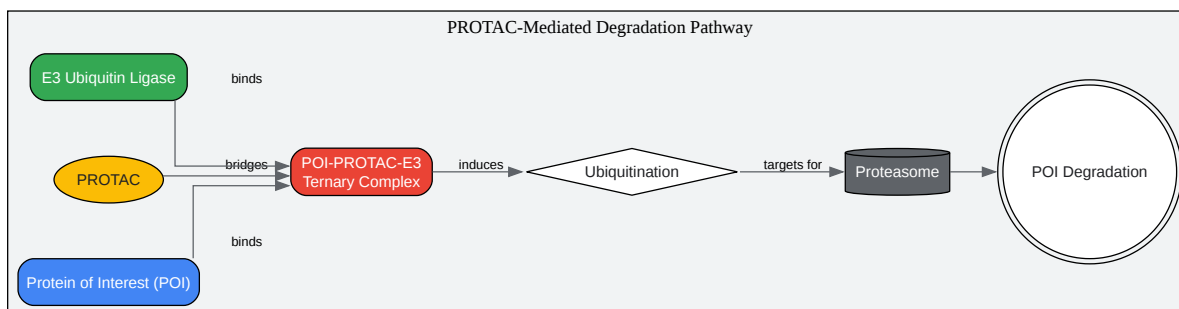 PROTAC-Mediated Degradation Pathway
E3 Ubiquitin Ligase
binds
PROTAC
bridges
POI-PROTAC-E3
Ternary Complex
induces
Ubiquitination
targets for
Proteasome
POI Degradation
binds
Protein of Interest (POI)